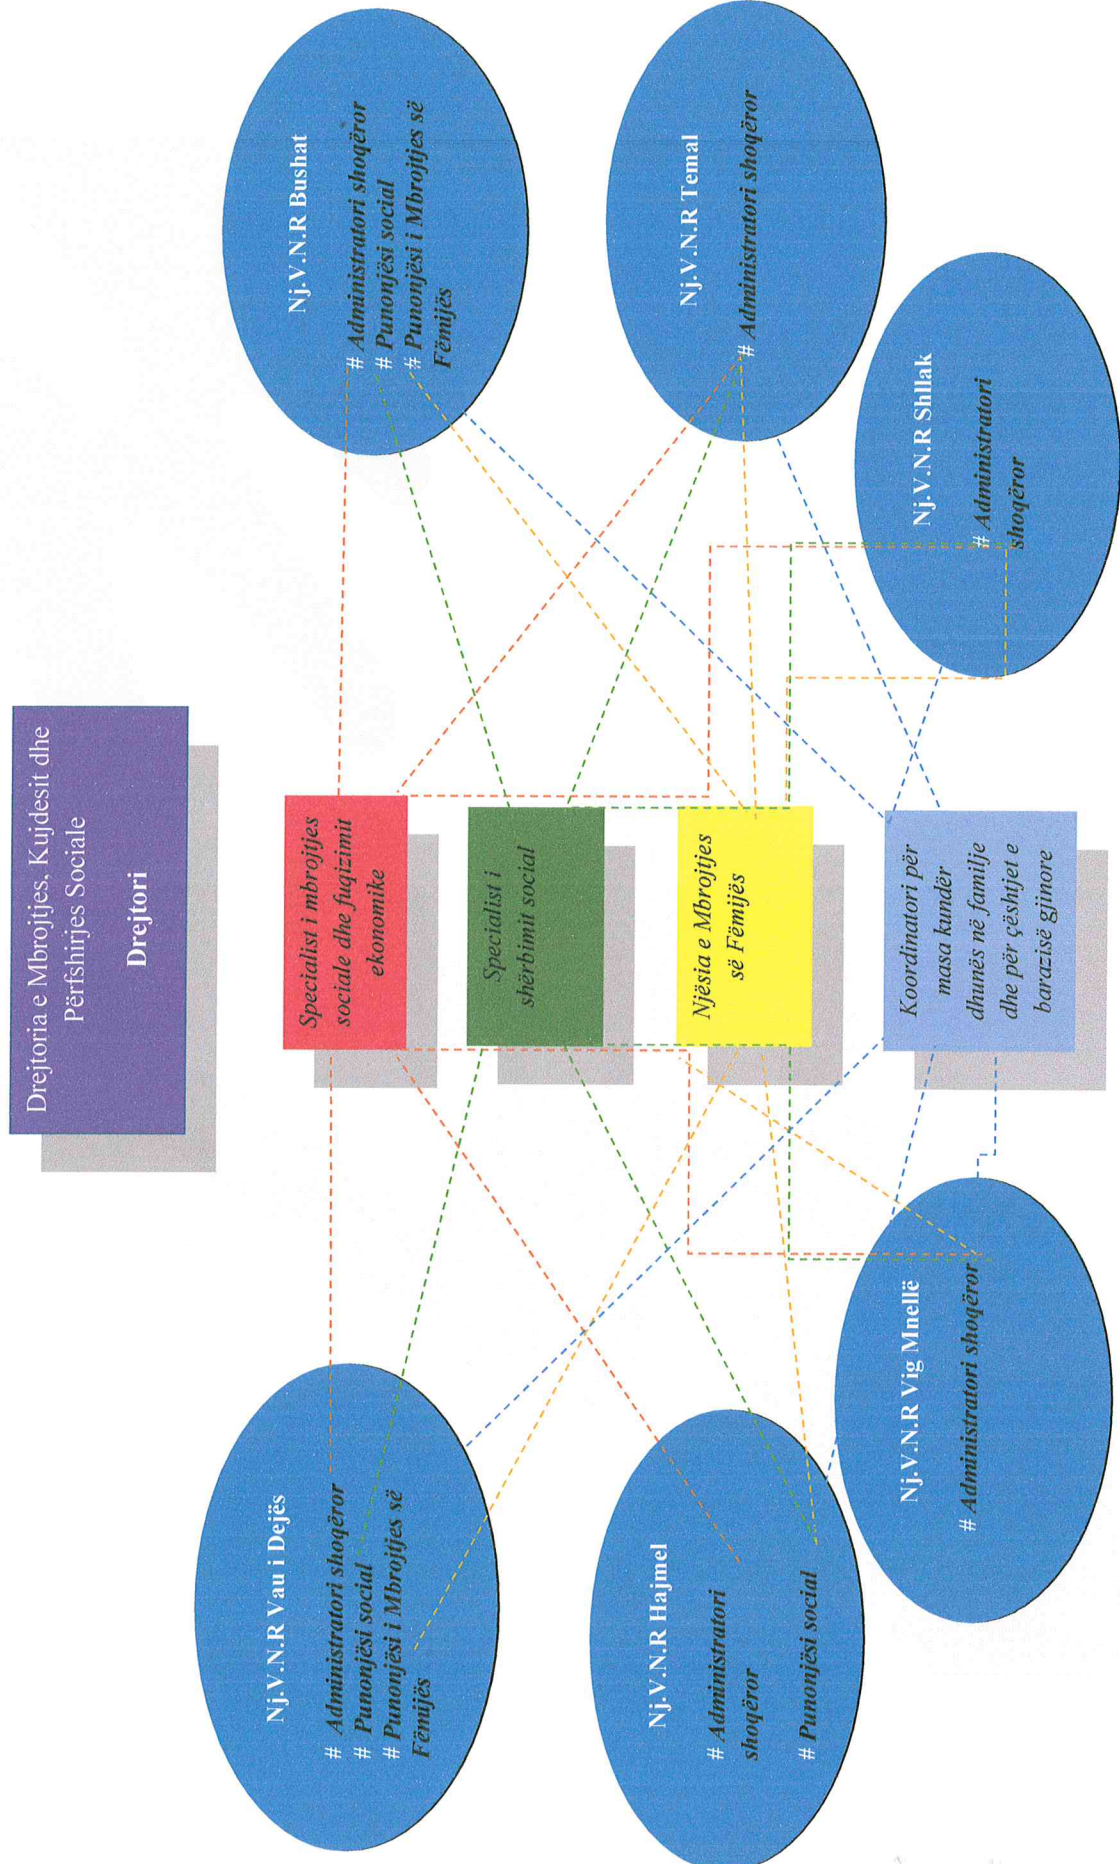 Drejtoria e Mbrojtjes, Kujdesit dhe
Përfshirjes Sociale
Drejtori
Nj.V.N.R Vau i Dejës
# Administratori shoqëror
# Punonjësi social
# Punonjësi i Mbrojtjes së
Fëmijës
Specialist i mbrojtjes
sociale dhe fuqizimit
ekonomike
Nj.V.N.R Bushat
# Administratori shoqëror
# Punonjësi social
# Punonjësi i Mbrojtjes së
Fëmijës
Specialist i
shërbimit social
Nj.V.N.R Hajmel
# Administratori
shoqëror
# Punonjësi social
Njësia e Mbrojtjes
së Fëmijës
Nj.V.N.R Temal
# Administratori shoqëror
Nj.V.N.R Vig Mnellë
# Administratori shoqëror
Koordinatori për
masa kundër
dhunës në familje
dhe për çështjet e
barazisë gjinore
Nj.V.N.R Shllak
# Administratori
shoqëror